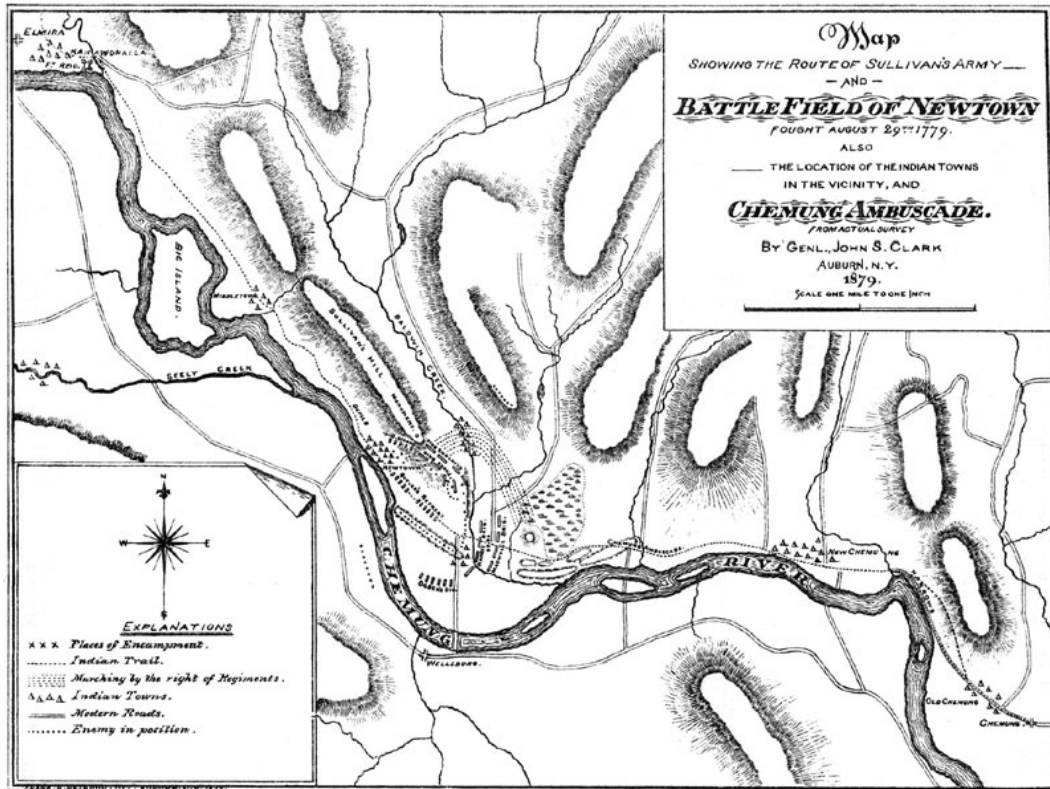 Map
SHOWING THE ROUTE OF SULLIVAN'S ARMY
— AND —
BATTLE FIELD OF NEWTOWN
FOUGHT AUGUST 29TH 1779.
ALSO
THE LOCATION OF THE INDIAN TOWNS
IN THE VICINITY, AND
CHEMUNG AMBUSCADE.
FROM ACTUAL SURVEY
BY GENL., JOHN S. CLARK
AUBURN, N.Y.
1879.
SCALE ONE MILE TO ONE INCH
ELMIRA
KANAWOHALLA
FT. REID
BIG ISLAND.
MIDDLETOWN
SULLIVAN'S HILL
BALDWIN CREEK
SEELY CREEK
NEWTOWN
CHEMUNG
RIVER
NEW CHEMUNG
WELLSBURG.
OLD CHEMUNG
CHEMUNG
N
W
E
S
EXPLANATIONS
x x x Places of Encampment.
Indian Trail.
Marching by the right of Regiments.
Indian Towns.
Modern Roads.
Enemy in position.